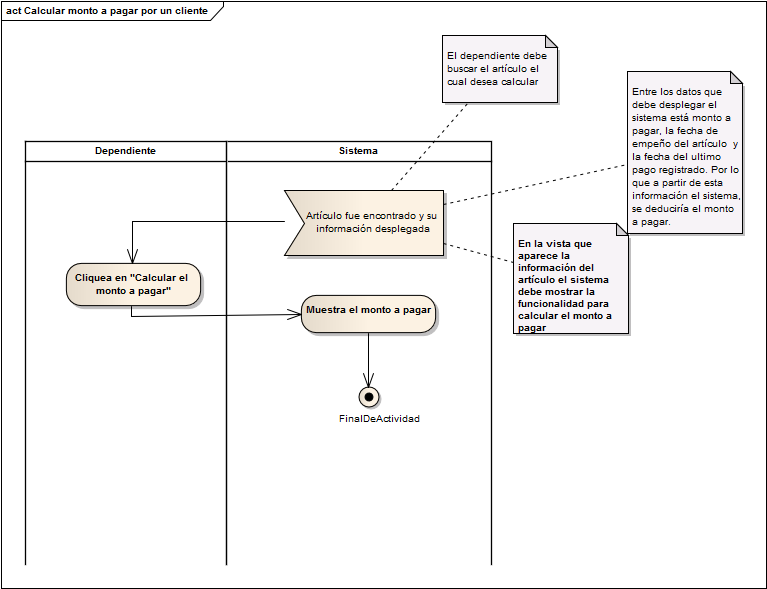 act Calcular monto a pagar por un cliente
El dependiente debe
buscar el artículo el
cual desea calcular
Entre los datos que
debe desplegar el
sistema está monto a
pagar, la fecha de
empeño del artículo y
la fecha del ultimo
pago registrado. Por lo
que a partir de esta
información el sistema,
se deduciría el monto
a pagar.
Dependiente
Sistema
Artículo fue encontrado y su
información desplegada
En la vista que
aparece la
información del
artículo el sistema
debe mostrar la
funcionalidad para
calcular el monto a
pagar
Cliquea en "Calcular el
monto a pagar"
Muestra el monto a pagar
FinalDeActividad